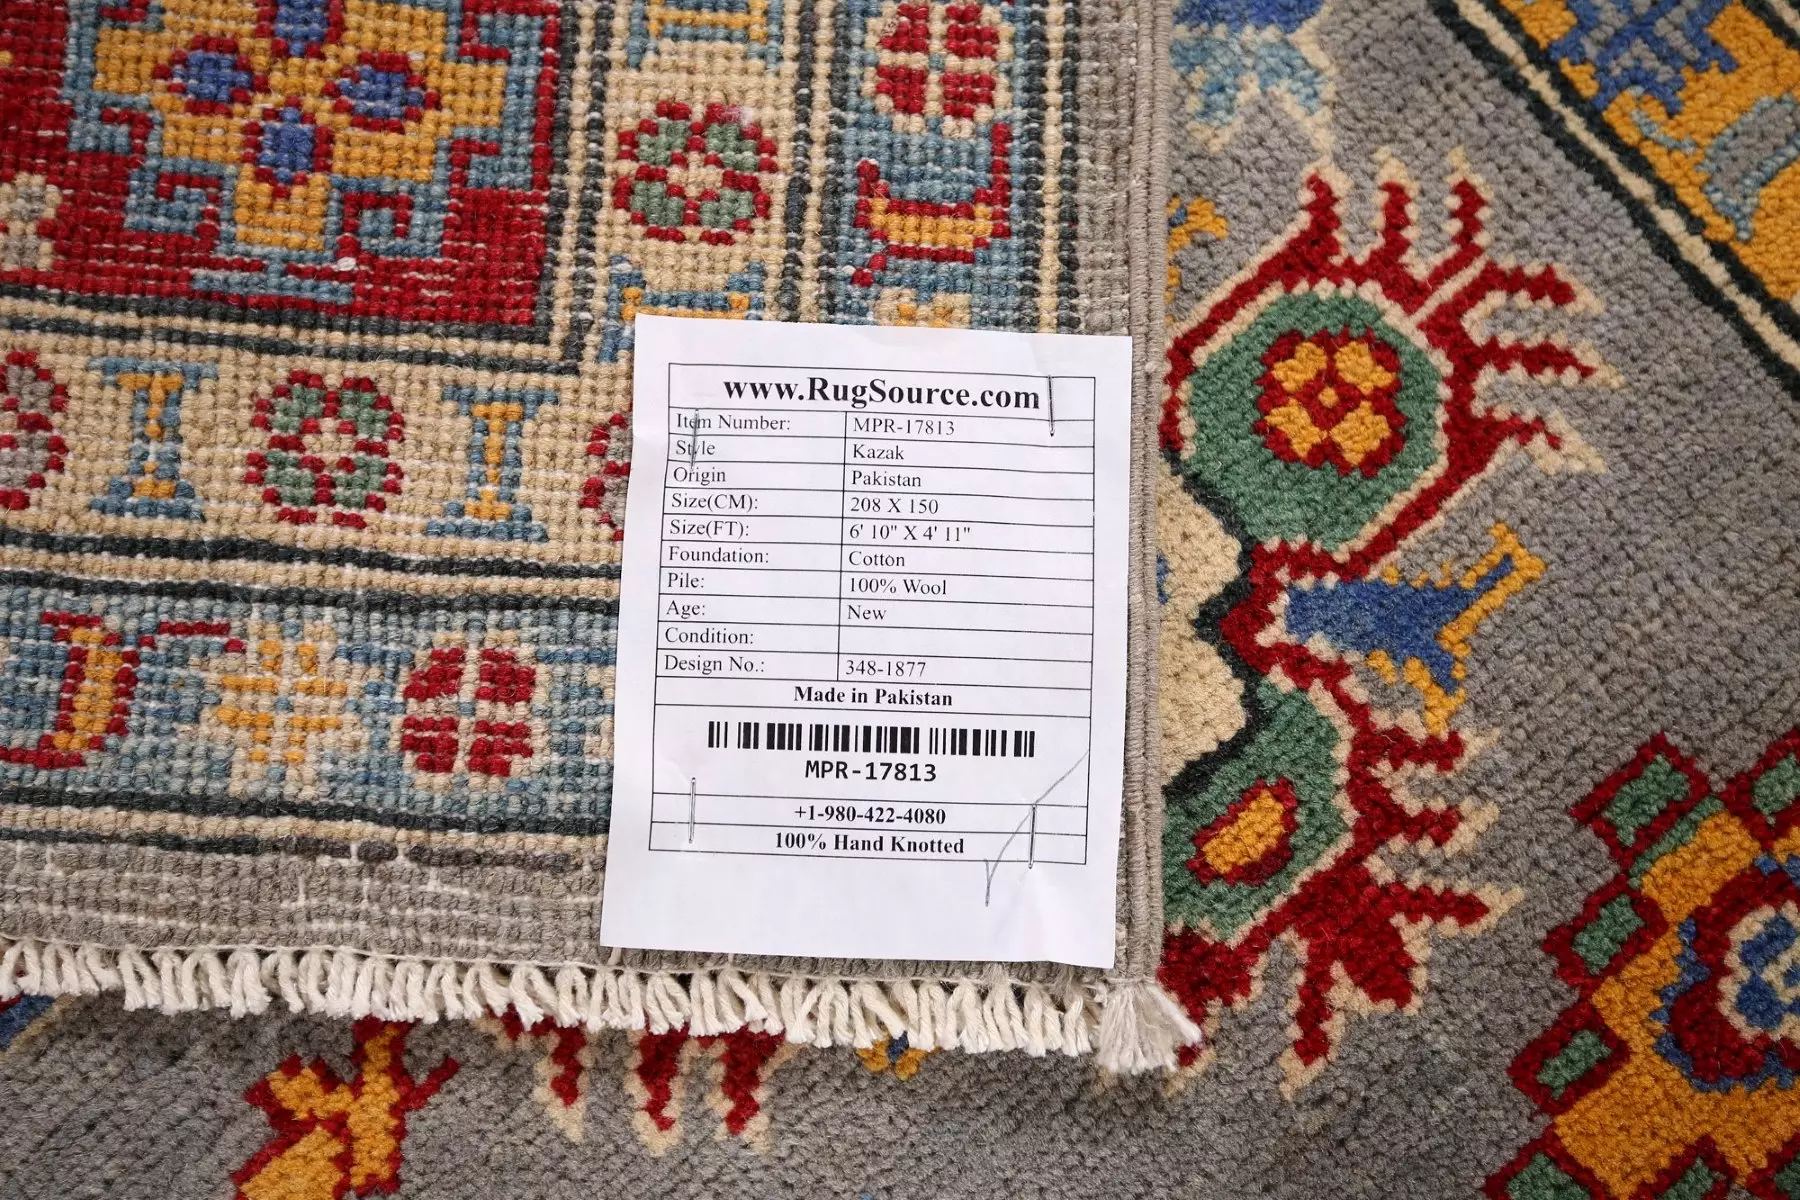 www.RugSource.com
Item Number: MPR-17813
Style Kazak
Origin Pakistan
Size(CM): 208 X 150
Size(FT): 6' 10" X 4' 11"
Foundation: Cotton
Pile: 100% Wool
Age: New
Condition:
Design No.: 348-1877
Made in Pakistan
MPR-17813
+1-980-422-4080
100% Hand Knotted